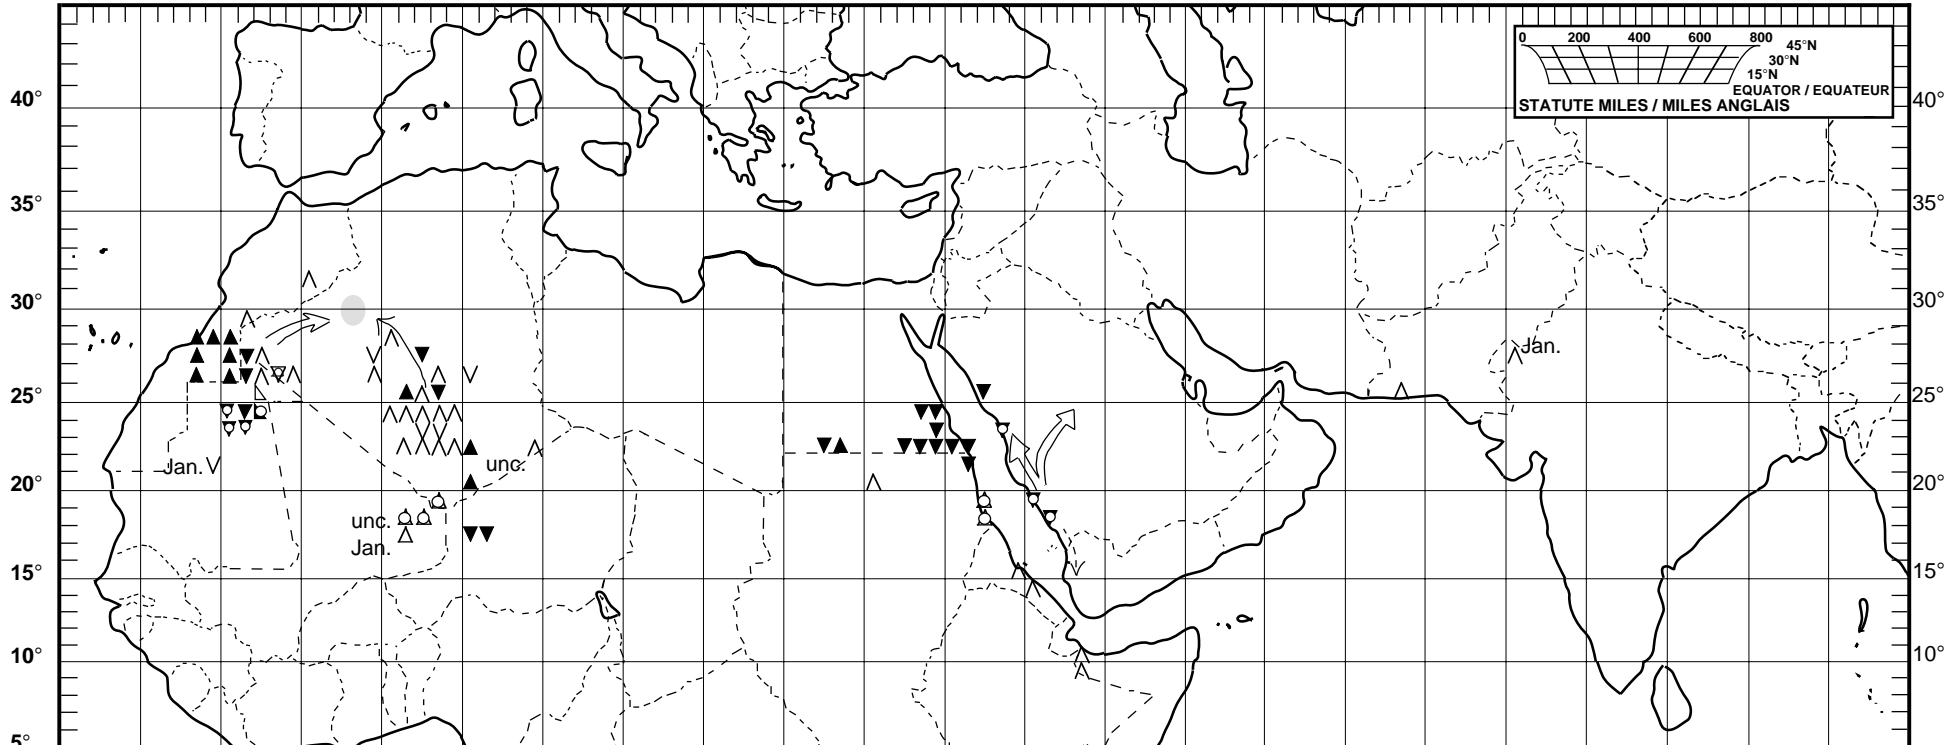 0 200 400 600 800
45°N
30°N
15°N
EQUATOR / EQUATEUR
STATUTE MILES / MILES ANGLAIS
40° 40°
35° 35°
30° 30°
Jan.
25° 25°
Jan. unc.
20° 20°
unc.
Jan.
15° 15°
10° 10°
5°